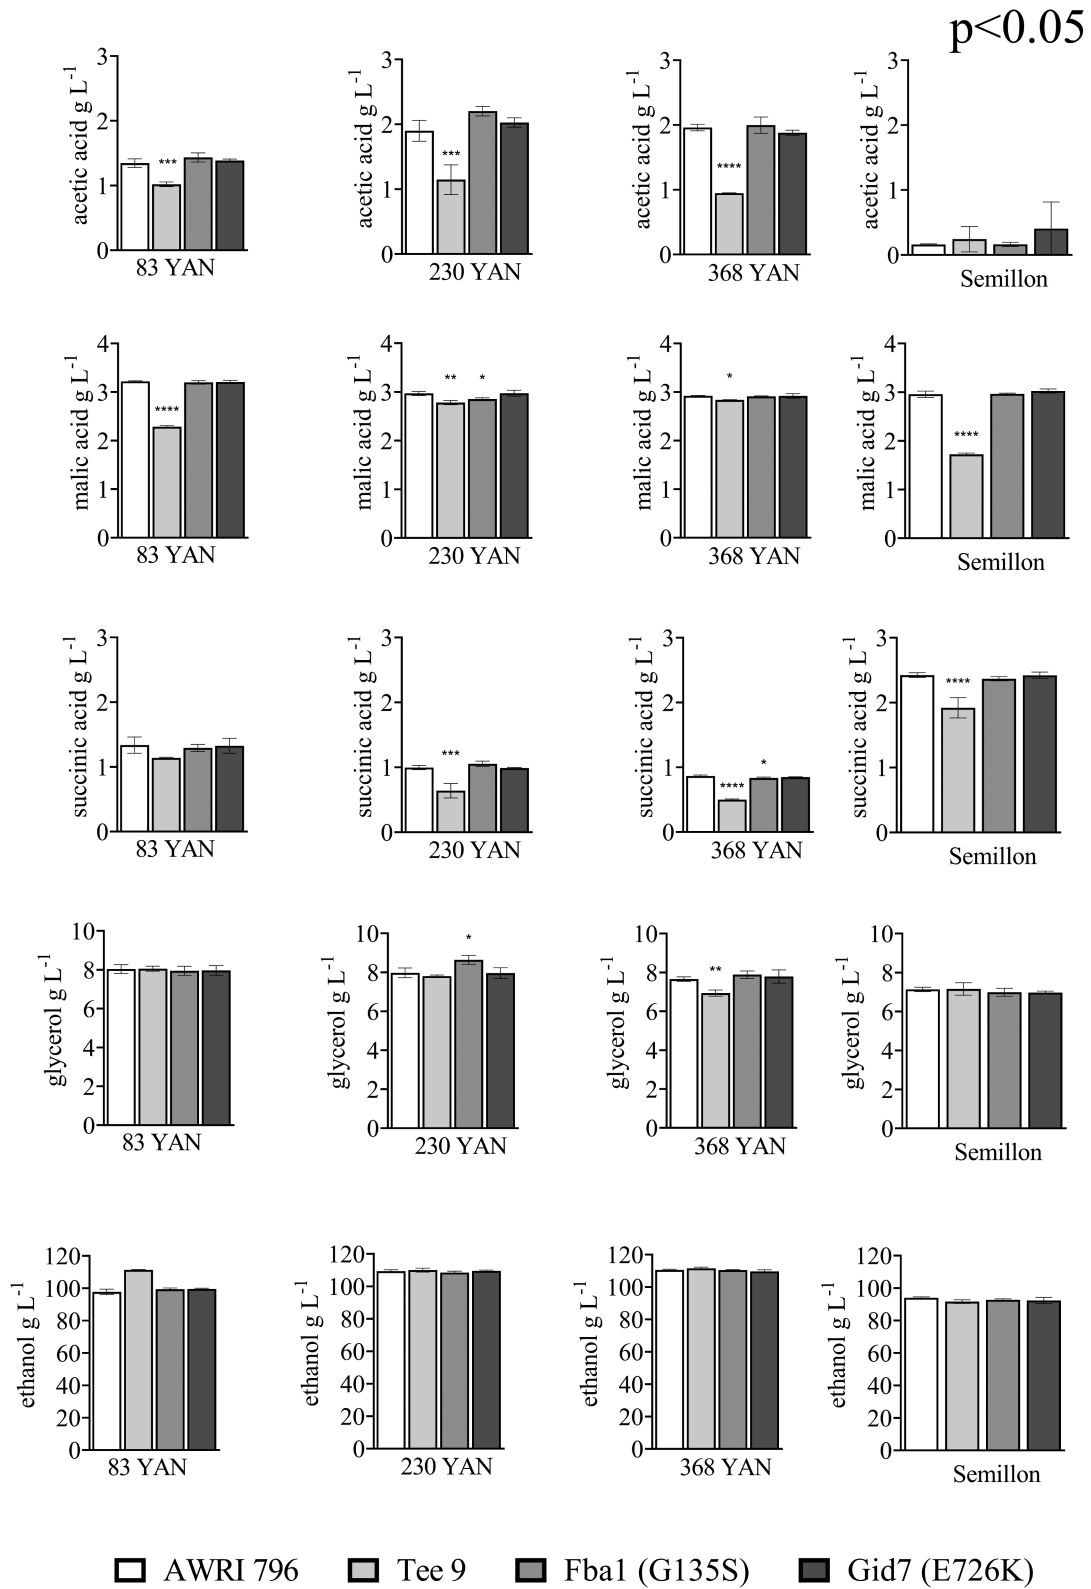 p<0.05
acetic acid g L-1
3
2
1
0
83 YAN
***
acetic acid g L-1
3
2
1
0
230 YAN
***
acetic acid g L-1
3
2
1
0
368 YAN
****
acetic acid g L-1
3
2
1
0
Semillon
malic acid g L-1
4
3
2
1
0
83 YAN
****
malic acid g L-1
4
3
2
1
0
230 YAN
** *
malic acid g L-1
4
3
2
1
0
368 YAN
*
malic acid g L-1
4
3
2
1
0
Semillon
****
succinic acid g L-1
3
2
1
0
83 YAN
succinic acid g L-1
3
2
1
0
230 YAN
***
succinic acid g L-1
3
2
1
0
368 YAN
**** *
succinic acid g L-1
3
2
1
0
Semillon
****
glycerol g L-1
10
8
6
4
2
0
83 YAN
glycerol g L-1
10
8
6
4
2
0
230 YAN
*
glycerol g L-1
10
8
6
4
2
0
368 YAN
**
glycerol g L-1
10
8
6
4
2
0
Semillon
ethanol g L-1
120
100
80
60
40
20
0
83 YAN
ethanol g L-1
120
100
80
60
40
20
0
230 YAN
ethanol g L-1
120
100
80
60
40
20
0
368 YAN
ethanol g L-1
120
100
80
60
40
20
0
Semillon
AWRI 796 Tee 9 Fba1 (G135S) Gid7 (E726K)